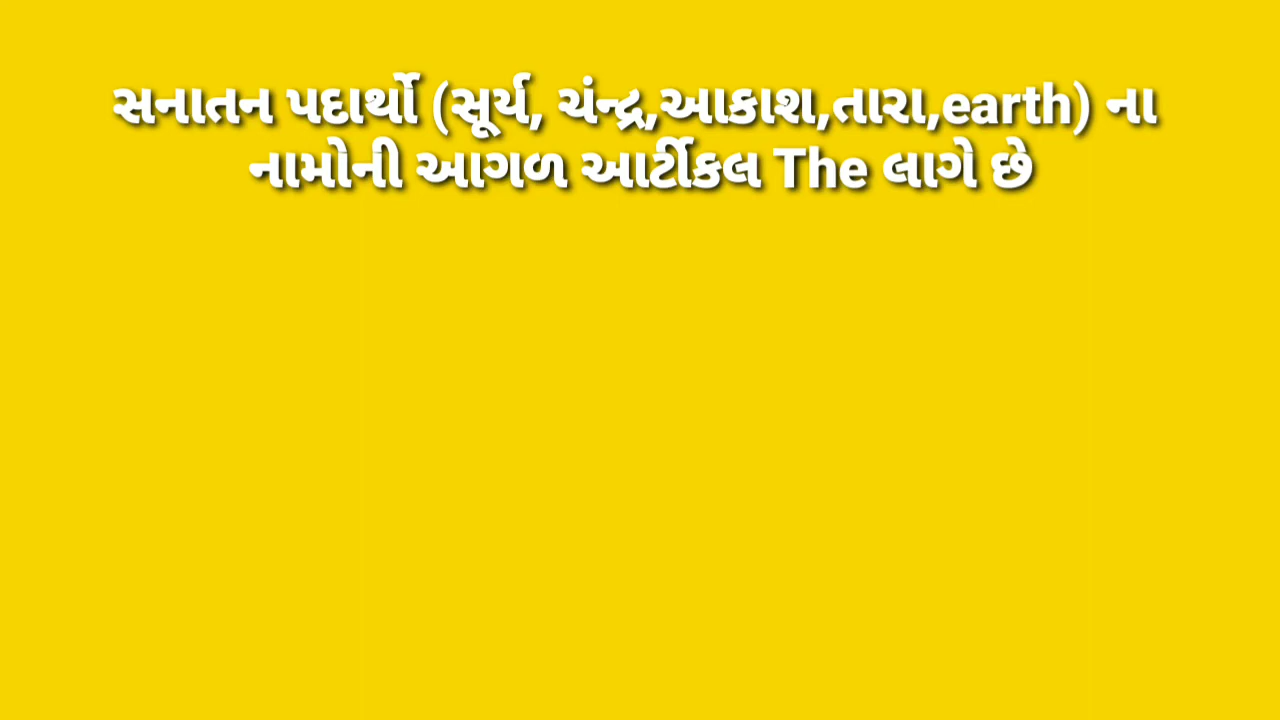 સનાતન પદાર્થો (સૂર્ય, ચંન્દ્ર,આકાશ,તારા,earth) ના
નામોની આગળ આર્ટીકલ The લાગે છે